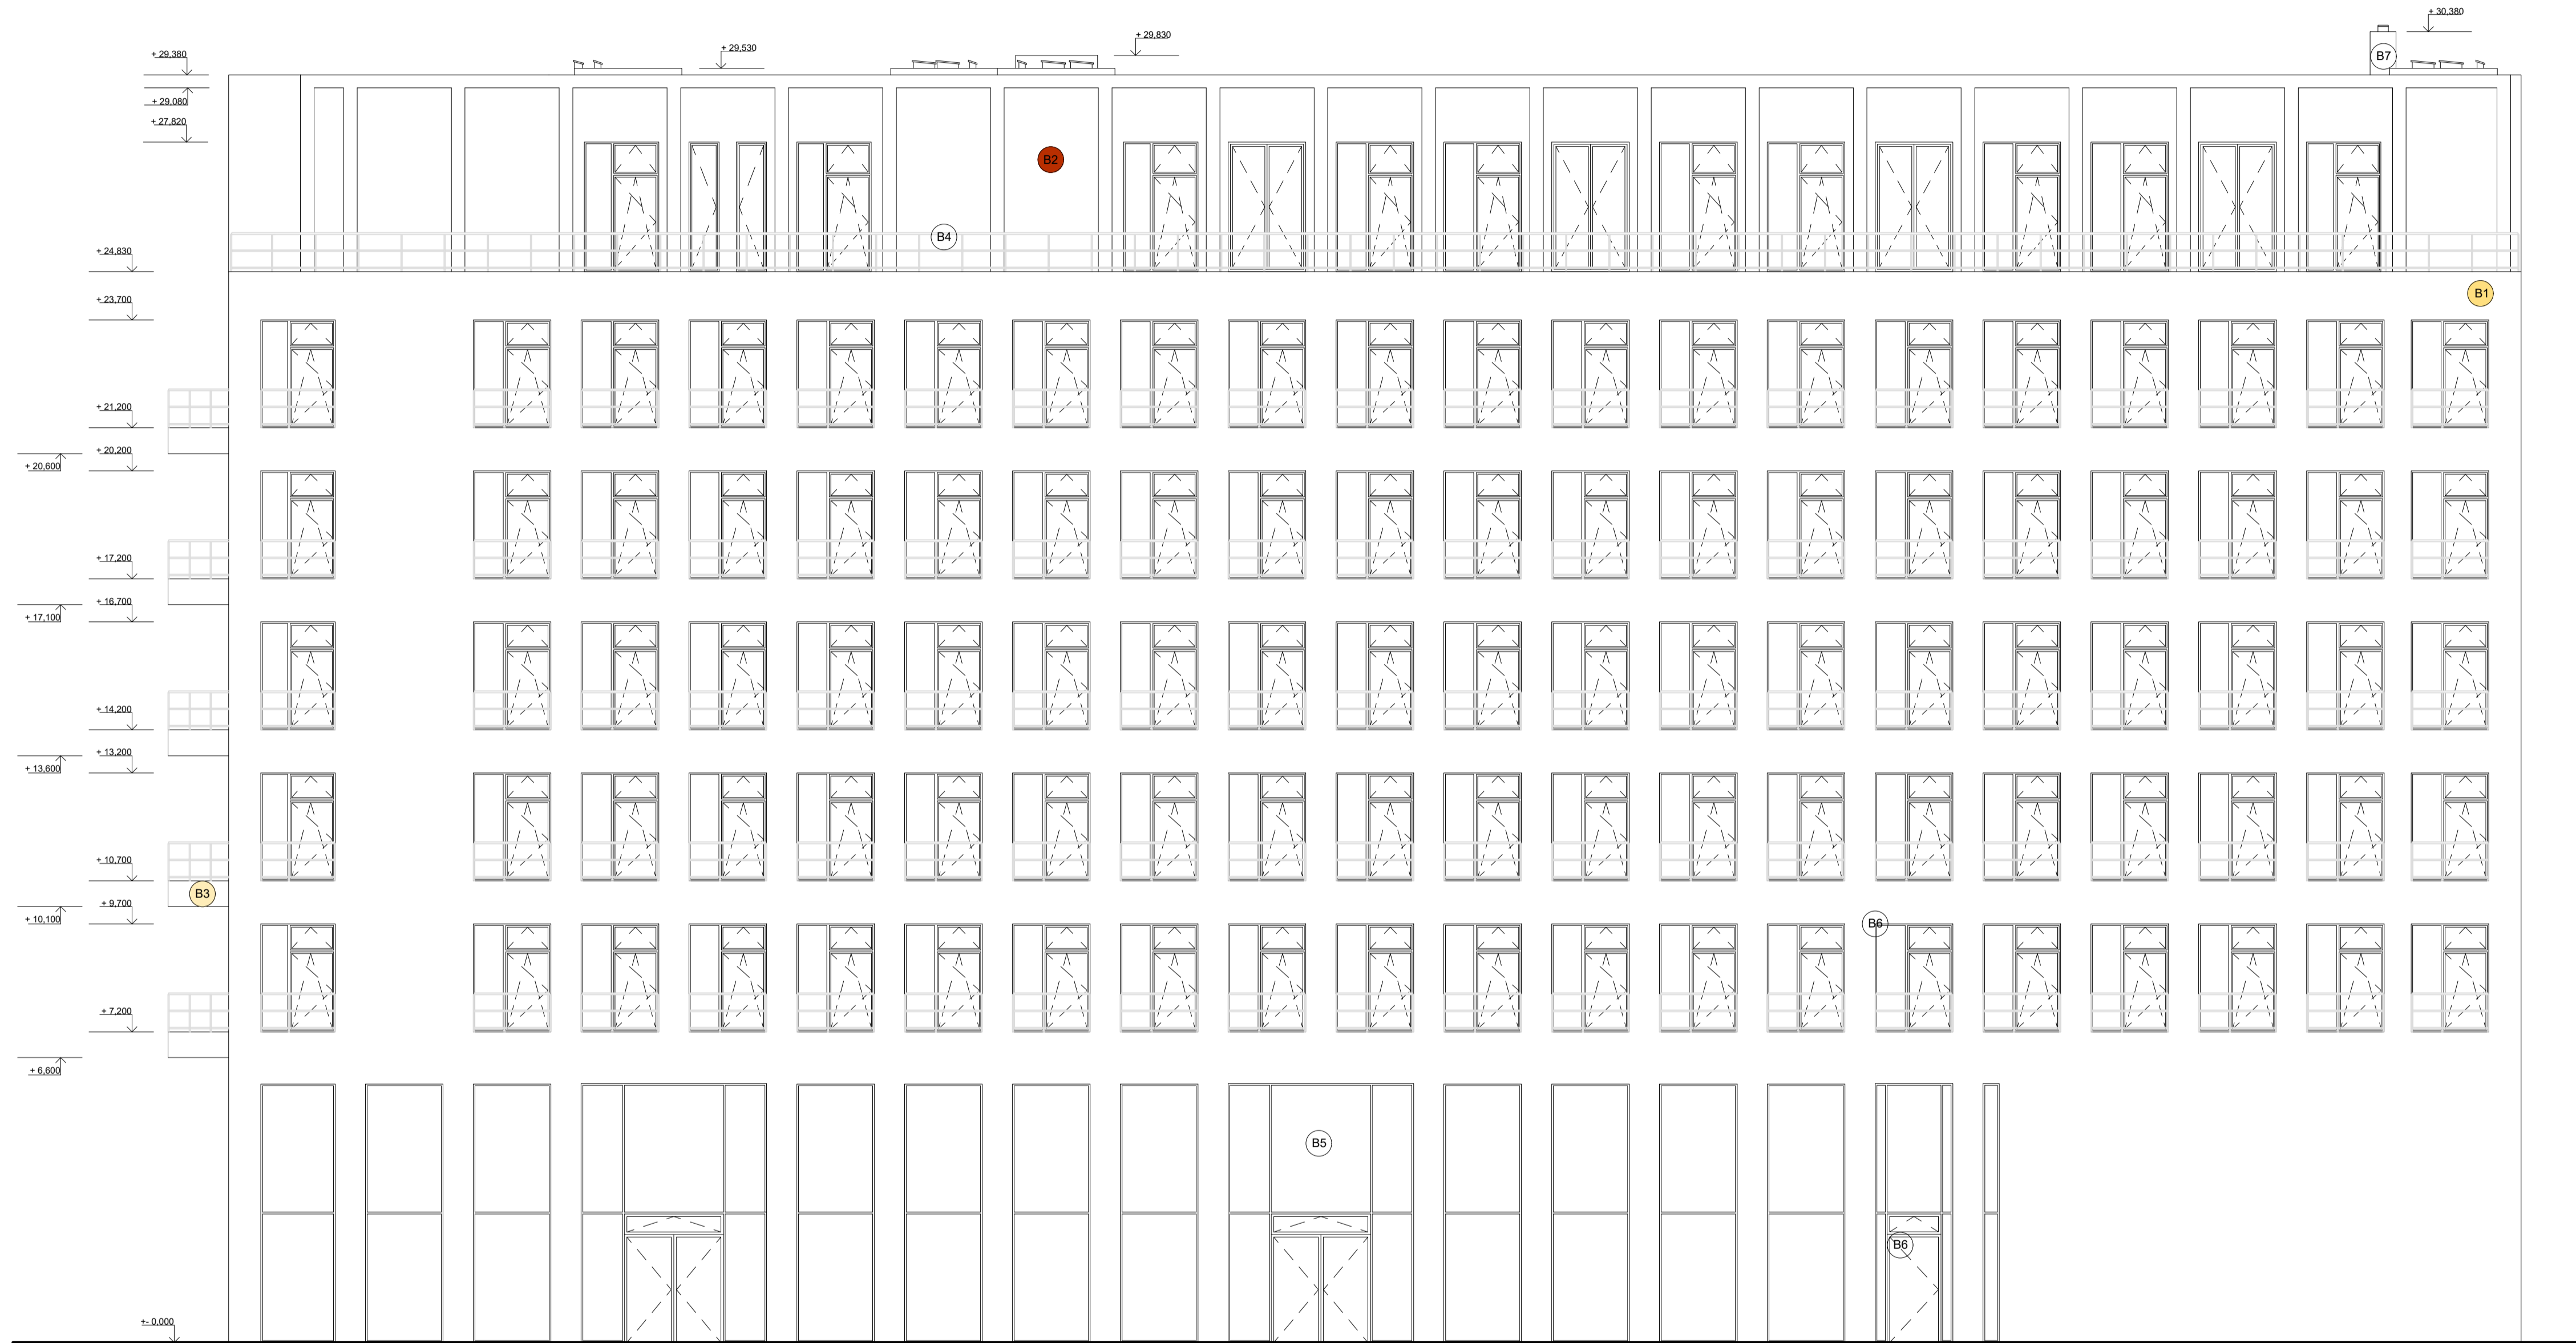 + 30,380
+ 29,830
+ 29,530
+ 29,380
B7
+ 29,080
+ 27,820
B2
B4
+ 24,830
B1
+ 23,700
+ 21,200
+ 20,200
+ 20,600
+ 17,200
+ 16,700
+ 17,100
+ 14,200
+ 13,200
+ 13,600
+ 10,700
B3
+ 9,700
+ 10,100
B6
+ 7,200
+ 6,600
B5
B6
+- 0,000